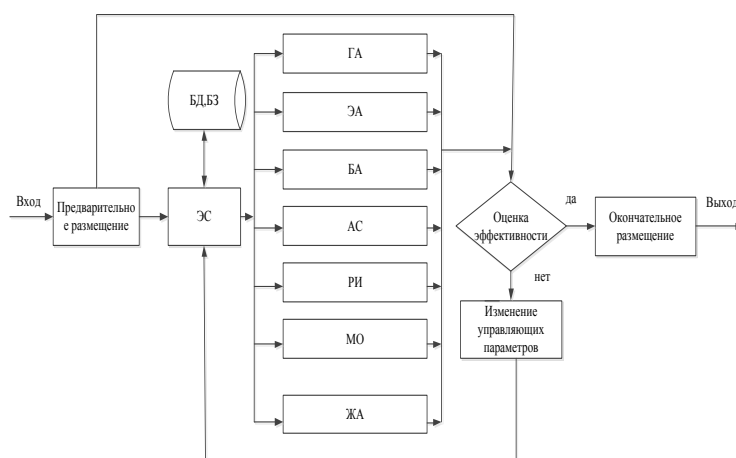 Вход
Предварительно
е размещение
БД,БЗ
ЭС
ГА
ЭА
БА
АС
РИ
МО
ЖА
Оценка
эффективности
да
нет
Изменение
управляющих
параметров
Окончательное
размещение
Выход